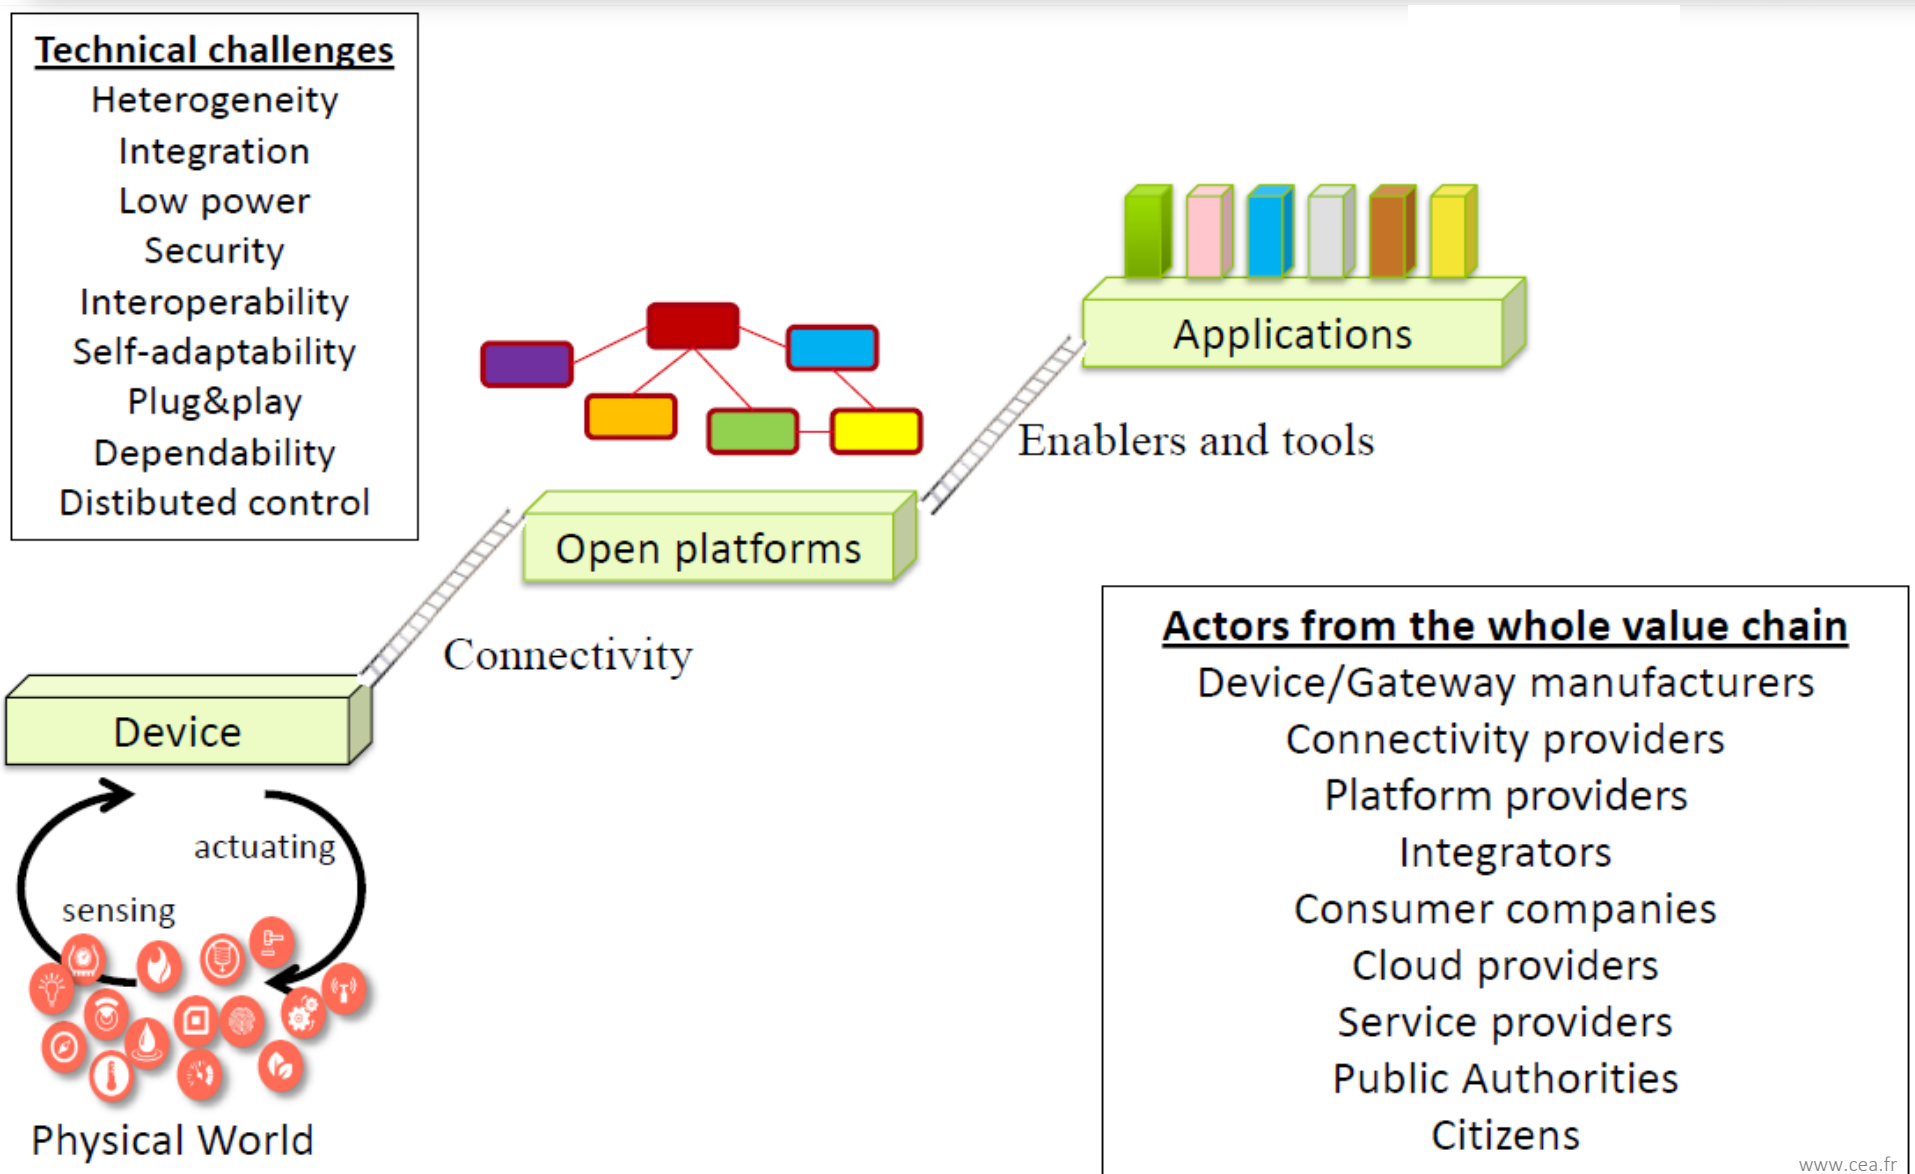 Technical challenges
Heterogeneity
Integration
Low power
Security
Interoperability
Self-adaptability
Plug&play
Dependability
Distibuted control
Applications
Enablers and tools
Open platforms
Connectivity
Device
actuating
sensing
Physical World
Actors from the whole value chain
Device/Gateway manufacturers
Connectivity providers
Platform providers
Integrators
Consumer companies
Cloud providers
Service providers
Public Authorities
Citizens
www.cea.fr